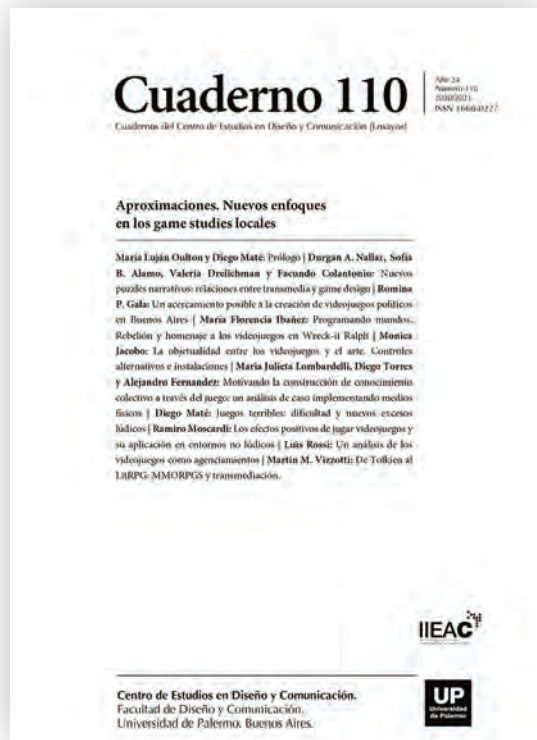 Cuaderno 110
Año 24
Número 110
2020/2021
ISSN 1668-0227
Cuadernos del Centro de Estudios en Diseño y Comunicación [Ensayos]
Aproximaciones. Nuevos enfoques
en los game studies locales
María Luján Oulton y Diego Maté: Prólogo | Durgan A. Nallar, Sofía
B. Alamo, Valeria Drelichman y Facundo Colantonio: Nuevos
puzzles narrativos: relaciones entre transmedia y game design | Romina
P. Gala: Un acercamiento posible a la creación de videojuegos políticos
en Buenos Aires | María Florencia Ibañez: Programando mundos.
Rebelión y homenaje a los videojuegos en Wreck-it Ralph | Monica
Jacobo: La objetualidad entre los videojuegos y el arte. Controles
alternativos e instalaciones | Maria Julieta Lombardelli, Diego Torres
y Alejandro Fernandez: Motivando la construcción de conocimiento
colectivo a través del juego: un análisis de caso implementando medios
físicos | Diego Maté: Juegos terribles: dificultad y nuevos excesos
lúdicos | Ramiro Moscardi: Los efectos positivos de jugar videojuegos y
su aplicación en entornos no lúdicos | Luis Rossi: Un análisis de los
videojuegos como agenciamientos | Martín M. Vizzotti: De Tolkien al
LitRPG: MMORPGS y transmediación.
IIEAC
Centro de Estudios en Diseño y Comunicación.
Facultad de Diseño y Comunicación.
Universidad de Palermo. Buenos Aires.
UP
Universidad
de Palermo